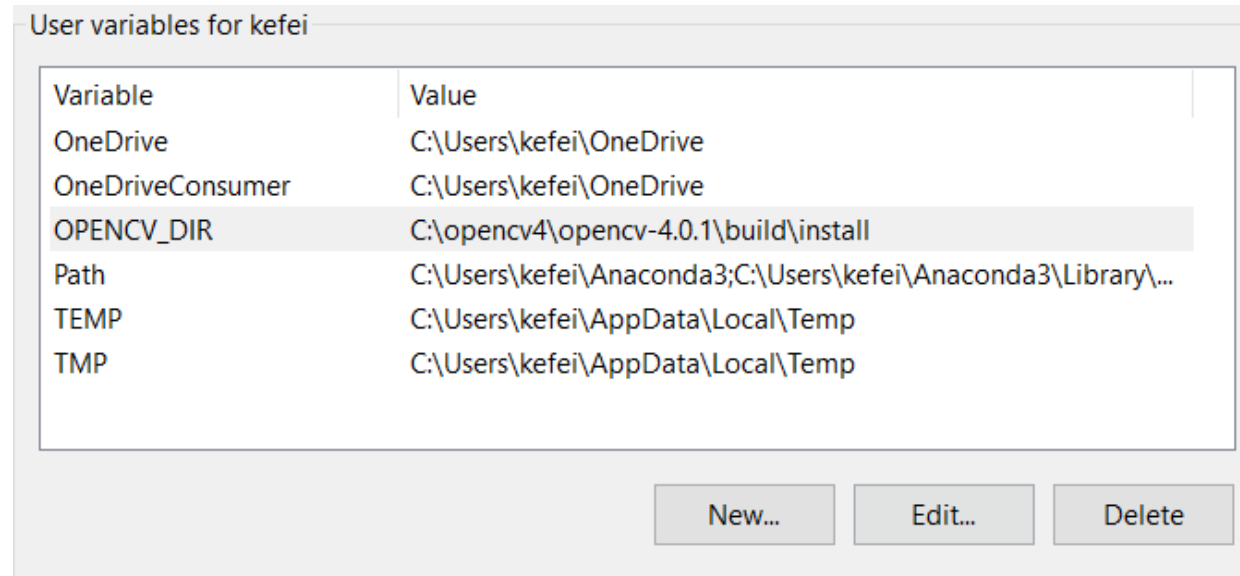 User variables for kefei
Variable Value
OneDrive C:\Users\kefei\OneDrive
OneDriveConsumer C:\Users\kefei\OneDrive
OPENCV_DIR C:\opencv4\opencv-4.0.1\build\install
Path C:\Users\kefei\Anaconda3;C:\Users\kefei\Anaconda3\Library\...
TEMP C:\Users\kefei\AppData\Local\Temp
TMP C:\Users\kefei\AppData\Local\Temp
New... Edit... Delete